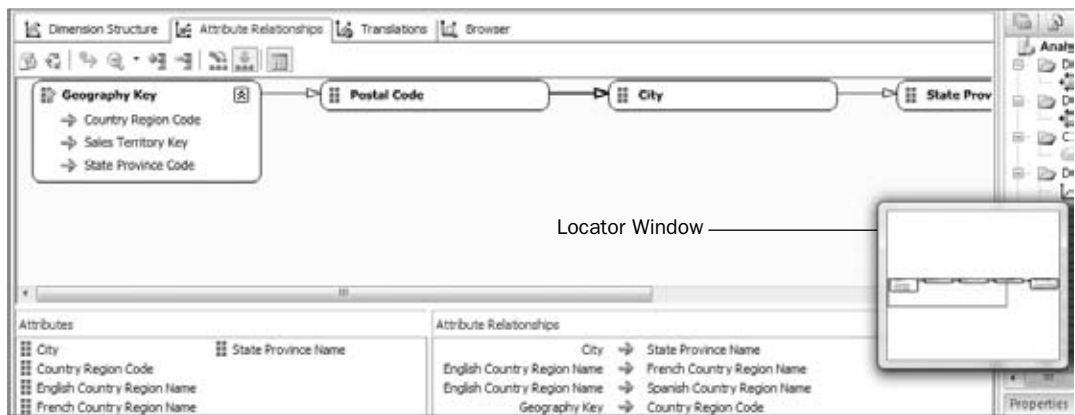 Dimension Structure Attribute Relationships Translations Browser
Geography Key Postal Code City State Prov
Country Region Code
Sales Territory Key
State Province Code
Locator Window
Attributes
City State Province Name
Country Region Code
English Country Region Name
French Country Region Name
Attribute Relationships
City State Province Name
English Country Region Name French Country Region Name
English Country Region Name Spanish Country Region Name
Geography Key Country Region Code
Properties